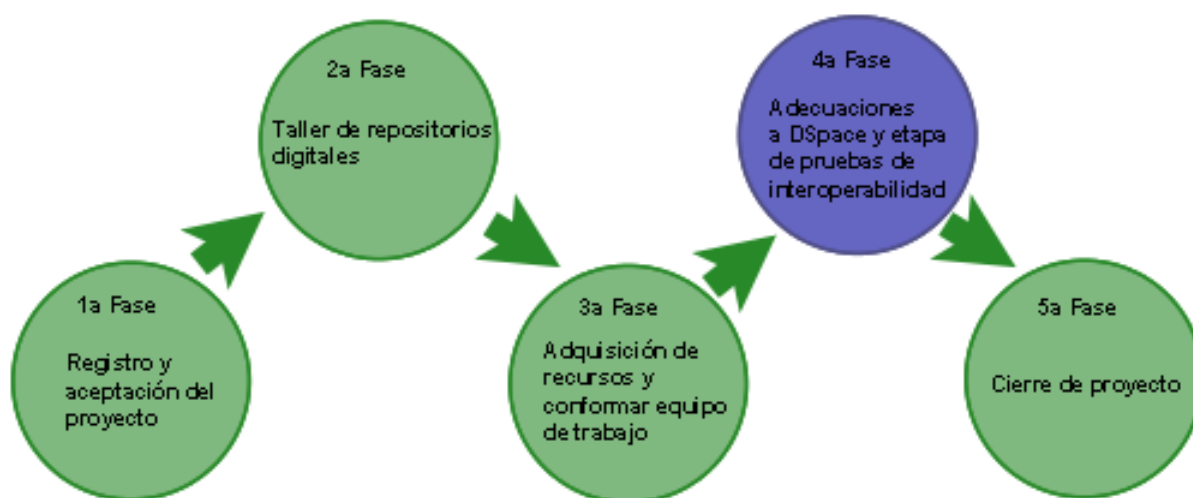 1a Fase
Registro y
aceptación del
proyecto
2a Fase
Taller de repositorios
digitales
3a Fase
Adquisición de
recursos y
conformar equipo
de trabajo
4a Fase
Adecuaciones
a DSpace y etapa
de pruebas de
interoperabilidad
5a Fase
Cierre de proyecto